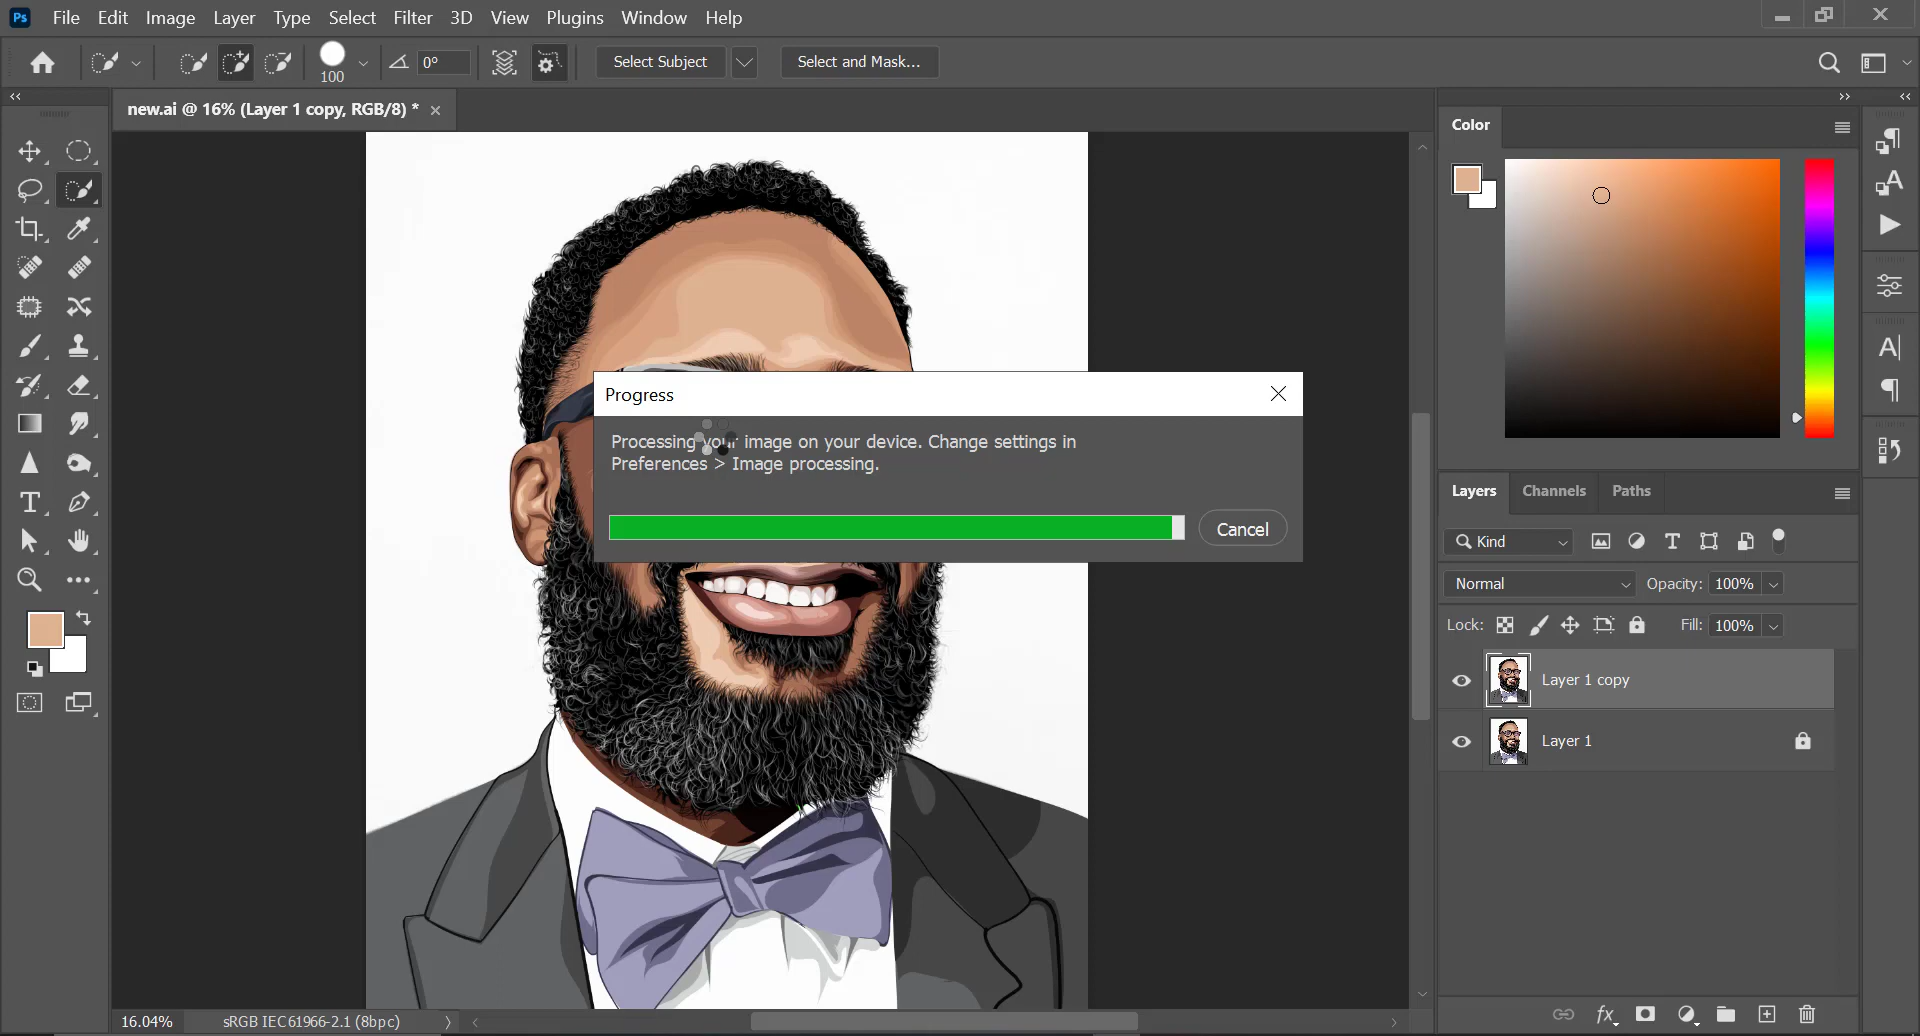 Ps File Edit Image Layer Type Select Filter 3D View Plugins Window Help
100 0° Select Subject Select and Mask...
new.ai @ 16% (Layer 1 copy, RGB/8) *
Color
Progress
Processing your image on your device. Change settings in
Preferences > Image processing.
Cancel
Layers Channels Paths
Kind
Normal Opacity: 100%
Lock: Fill: 100%
Layer 1 copy
Layer 1
fx
16.04% sRGB IEC61966-2.1 (8bpc)